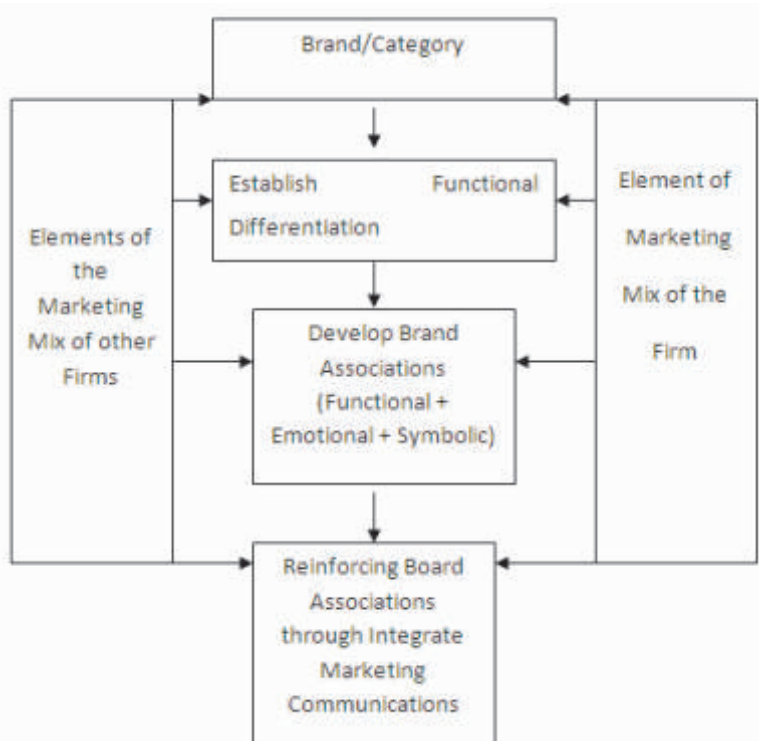 Brand/Category
Establish Functional
Differentiation
Elements of
the
Marketing
Mix of other
Firms
Element of
Marketing
Mix of the
Firm
Develop Brand
Associations
(Functional +
Emotional + Symbolic)
Reinforcing Board
Associations
through Integrate
Marketing
Communications